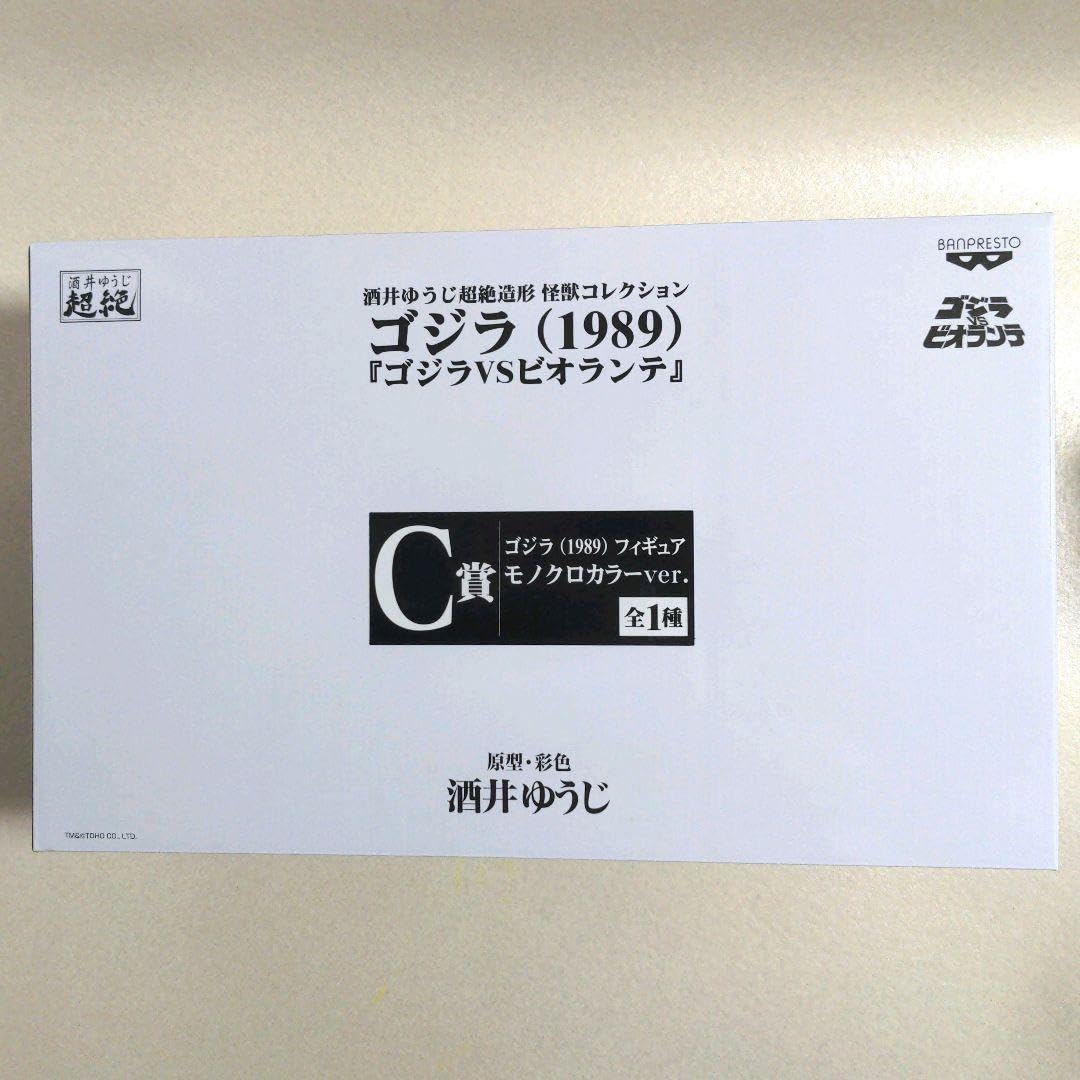 酒井ゆうじ
超絶
酒井ゆうじ超絶造形 怪獣コレクション
ゴジラ（1989）
『ゴジラVSビオランテ』
BANPRESTO
ゴジラ
VS
ビオランテ
C賞
ゴジラ（1989）フィギュア
モノクロカラーver.
全1種
原型・彩色
酒井ゆうじ
TM&©TOHO CO., LTD.